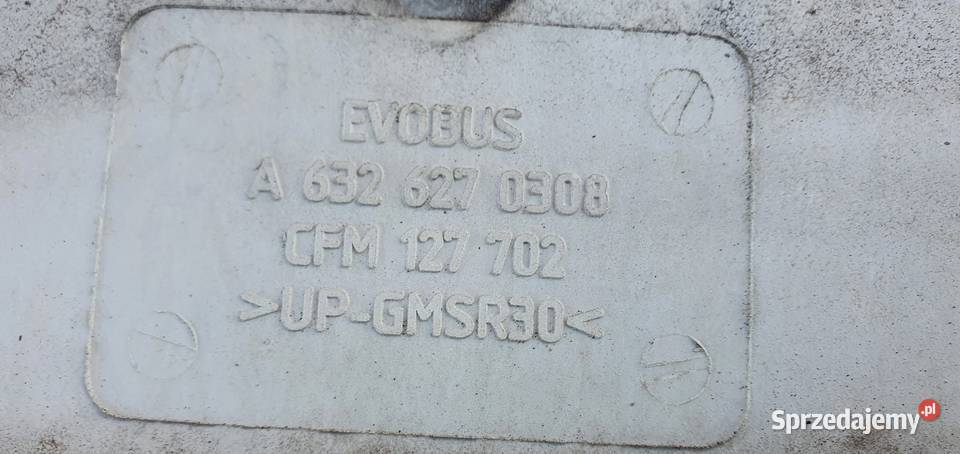 EVOBUS
A 632 627 0308
CFM 127 702
>UP-GMSR30<
Sprzedajemy.pl